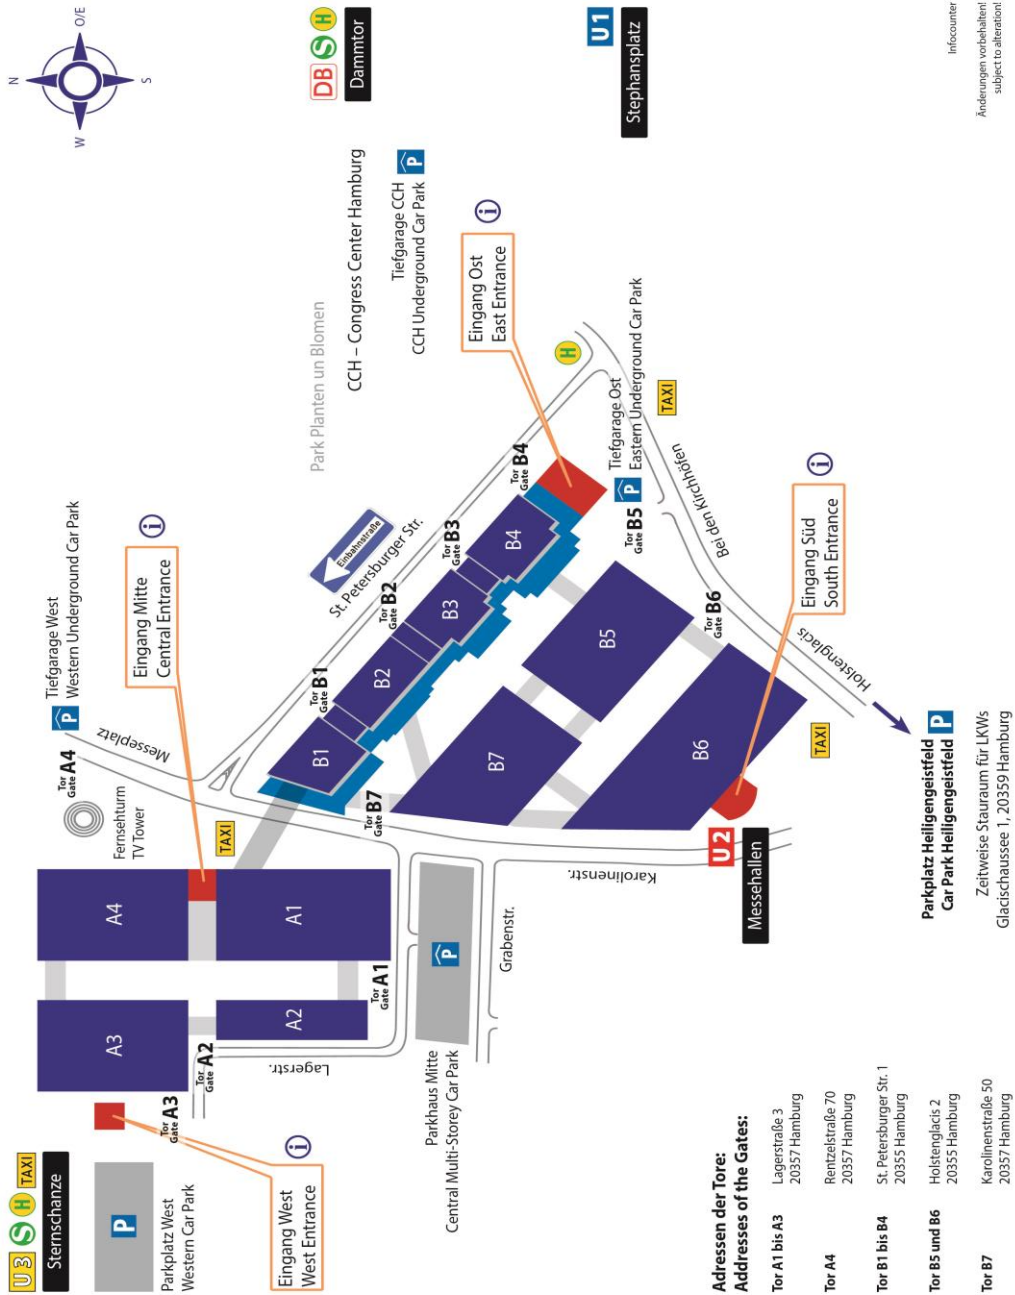 U3 S H TAXI
Sternschanze
P
Parkplatz West
Western Car Park
Eingang West
West Entrance
i
A3
A4
A2
A1
Tor
Gate A3
Tor
Gate A2
Tor
Gate A1
Lagerstr.
Parkhaus Mitte
Central Multi-Storey Car Park
P
Grabenstr.
Fernsehturm
TV Tower
TAXI
Tor
Gate A4
Messeplatz
Tiefgarage West
Western Underground Car Park
P
Eingang Mitte
Central Entrance
i
N
O/E
S
W
DB S H
Dammtor
Park Planten un Blomen
CCH – Congress Center Hamburg
Tiefgarage CCH
CCH Underground Car Park
P
Einbahnstraße
St. Petersburger Str.
Tor
Gate B1
Tor
Gate B2
Tor
Gate B3
Tor
Gate B4
B1
B2
B3
B4
Eingang Ost
East Entrance
i
H
Tiefgarage Ost
Eastern Underground Car Park
P
Tor
Gate B5
TAXI
U1
Stephansplatz
Bei den Kirchhöfen
Tor
Gate B7
B7
B5
B6
Tor
Gate B6
Karolinenstr.
U2
Messehallen
Eingang Süd
South Entrance
i
TAXI
Holstenglacis
Parkplatz Heiligengeistfeld
Car Park Heiligengeistfeld
P
Zeitweise Stauraum für LKWs
Glacischaussee 1, 20359 Hamburg
Adressen der Tore:
Addresses of the Gates:
Tor A1 bis A3 Lagerstraße 3
20357 Hamburg
Tor A4 Rentzelstraße 70
20357 Hamburg
Tor B1 bis B4 St. Petersburger Str. 1
20355 Hamburg
Tor B5 und B6 Holstenglacis 2
20355 Hamburg
Tor B7 Karolinenstraße 50
20357 Hamburg
Infocounter
Änderungen vorbehalten!
subject to alteration!